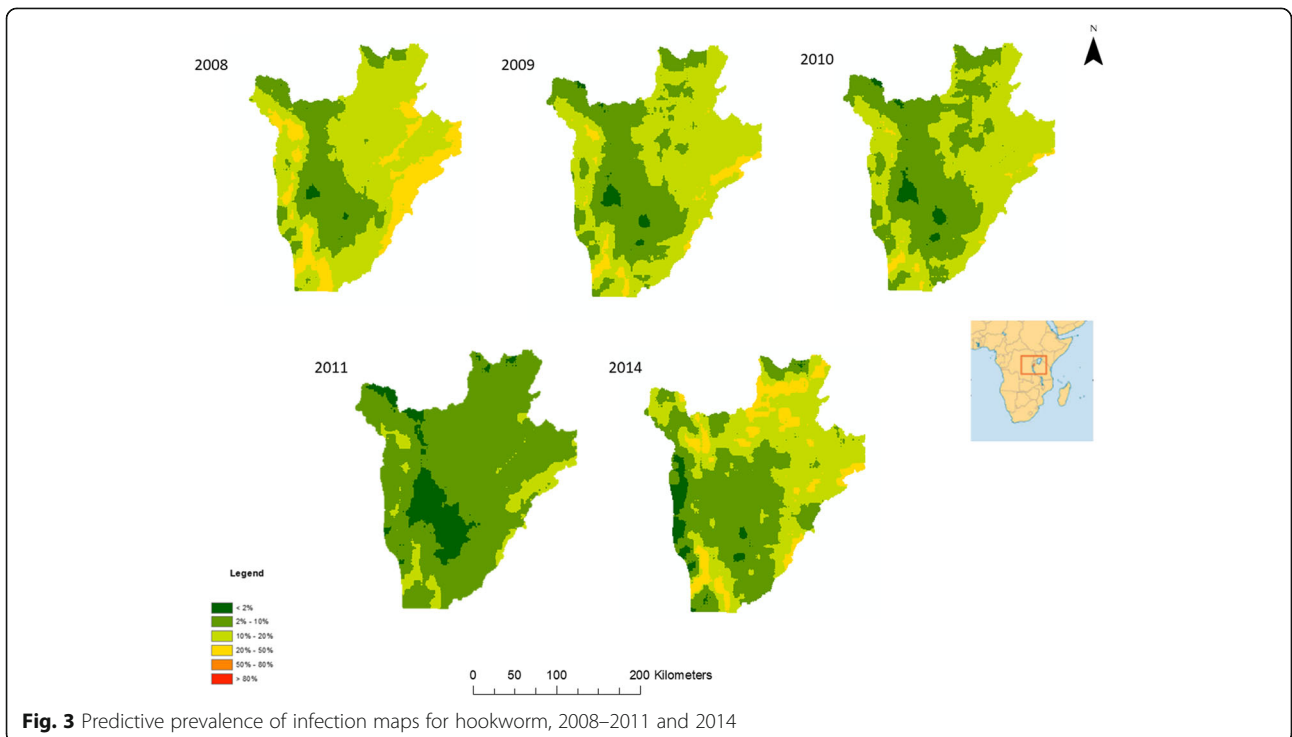 N
2008
2009
2010
2011
2014
Legend
< 2%
2% - 10%
10% - 20%
20% - 50%
50% - 80%
> 80%
0 50 100 200 Kilometers
Fig. 3 Predictive prevalence of infection maps for hookworm, 2008–2011 and 2014